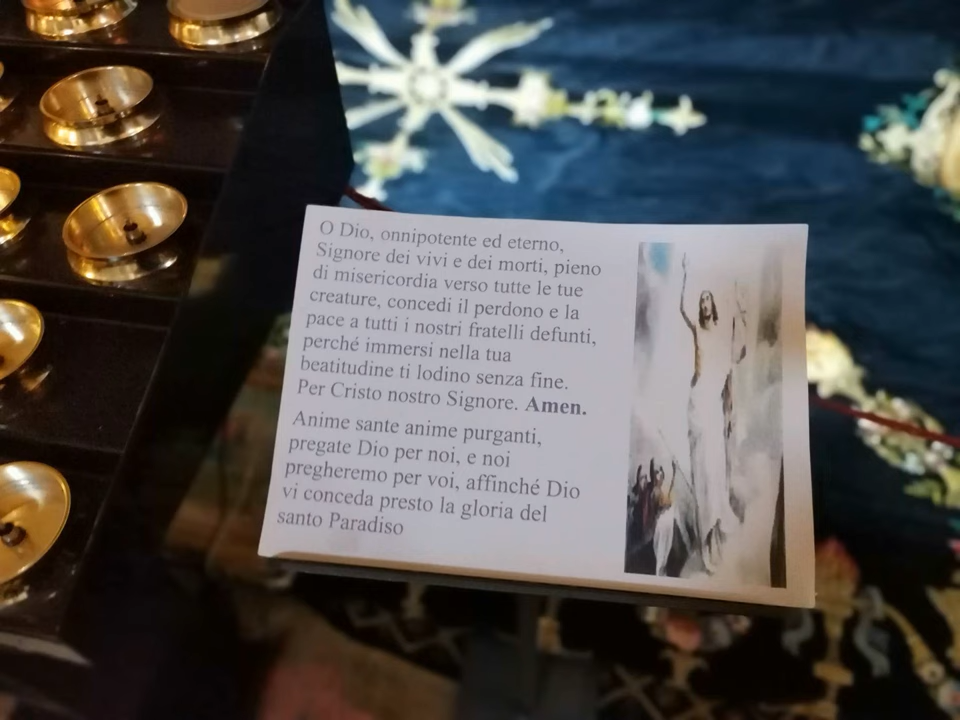 O Dio, onnipotente ed eterno,
Signore dei vivi e dei morti, pieno
di misericordia verso tutte le tue
creature, concedi il perdono e la
pace a tutti i nostri fratelli defunti,
perché immersi nella tua
beatitudine ti lodino senza fine.
Per Cristo nostro Signore. Amen.
Anime sante anime purganti,
pregate Dio per noi, e noi
pregheremo per voi, affinché Dio
vi conceda presto la gloria del
santo Paradiso